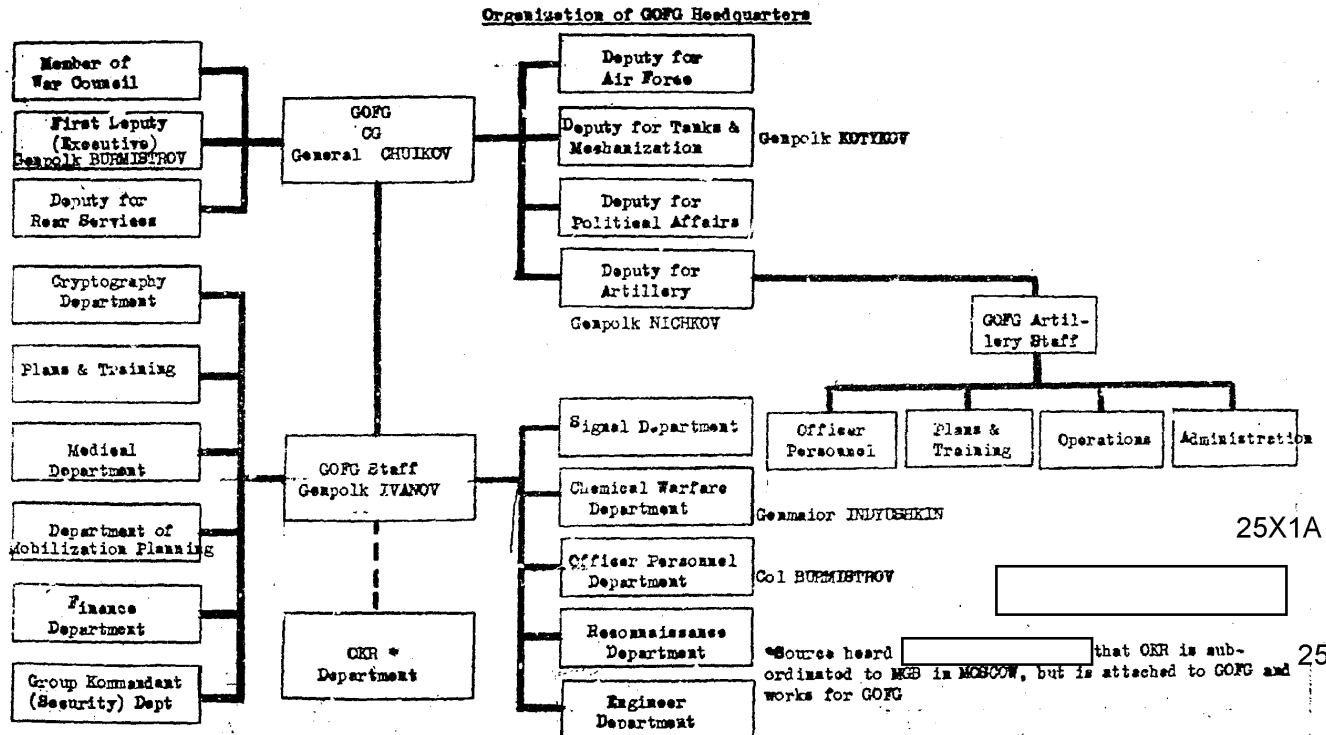 Organization of GOFG Headquarters
Member of
War Council
First Deputy
(Executive)
Genpolk BURMISTROV
Deputy for
Rear Services
GOFG
CG
General CHUIKOV
Deputy for
Air Force
Deputy for Tanks &
Mechanization
Genpolk KOTYKOV
Deputy for
Political Affairs
Deputy for
Artillery
Genpolk NICHKOV
GOFG Artil-
lery Staff
Officer
Personnel
Plans &
Training
Operations
Administration
Cryptography
Department
Plans & Training
Medical
Department
Department of
Mobilization Planning
Finance
Department
Group Kommandant
(Security) Dept
GOFG Staff
Genpolk IVANOV
OKR *
Department
Signal Department
Chemical Warfare
Department
Genmaior INDYUSHKIN
Officer Personnel
Department
Col BURMISTROV
Reconnaissance
Department
Engineer
Department
25X1A
*Source heard that OKR is sub-
ordinated to MGB in MOSCOW, but is attached to GOFG and
works for GOFG
25